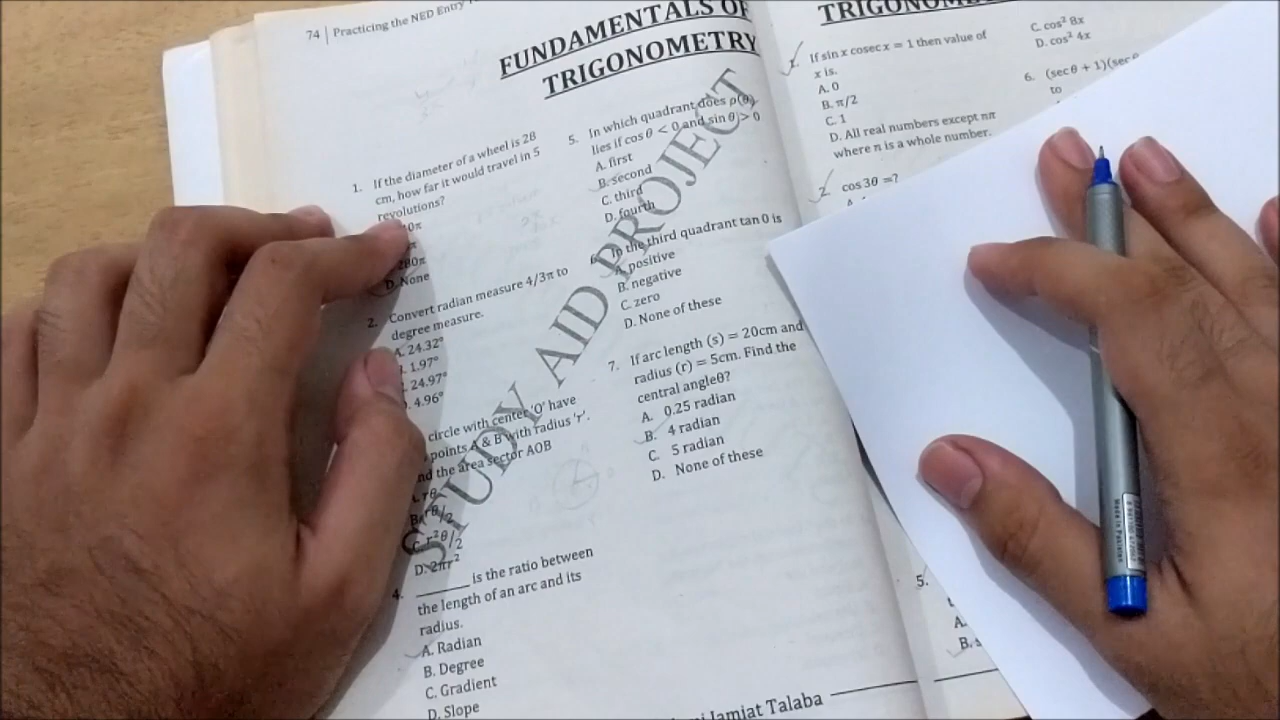 74 | Practicing the NED Entry
FUNDAMENTALS OF
TRIGONOMETRY
1. If the diameter of a wheel is 28
cm, how far it would travel in 5
revolutions?
280π
D. None
2. Convert radian measure 4/3π to
degree measure.
A. 24.32°
1.97°
24.97°
4.96°
circle with center 'O' have
points A & B with radius 'r'.
the area sector AOB
rθ
B. rθ/2
C. r²θ/2
D. 2πr²
4. ________ is the ratio between
the length of an arc and its
radius.
A. Radian
B. Degree
C. Gradient
D. Slope
5. In which quadrant does ρ(θ)
lies if cos θ < 0 and sin θ > 0
A. first
B. second
C. third
D. fourth
the third quadrant tan θ is
A. positive
B. negative
C. zero
D. None of these
7. If arc length (s) = 20cm and
radius (r) = 5cm. Find the
central angleθ?
A. 0.25 radian
B. 4 radian
C. 5 radian
D. None of these
STUDY AID PROJECT
Jamiat Talaba
1. If sin x cosec x = 1 then value of
x is.
A. 0
B. π/2
C. 1
D. All real numbers except nπ
where n is a whole number.
2. cos 3θ =?
C. cos² 8x
D. cos² 4x
6. (sec θ + 1)(sec
to
5.
A.
B.